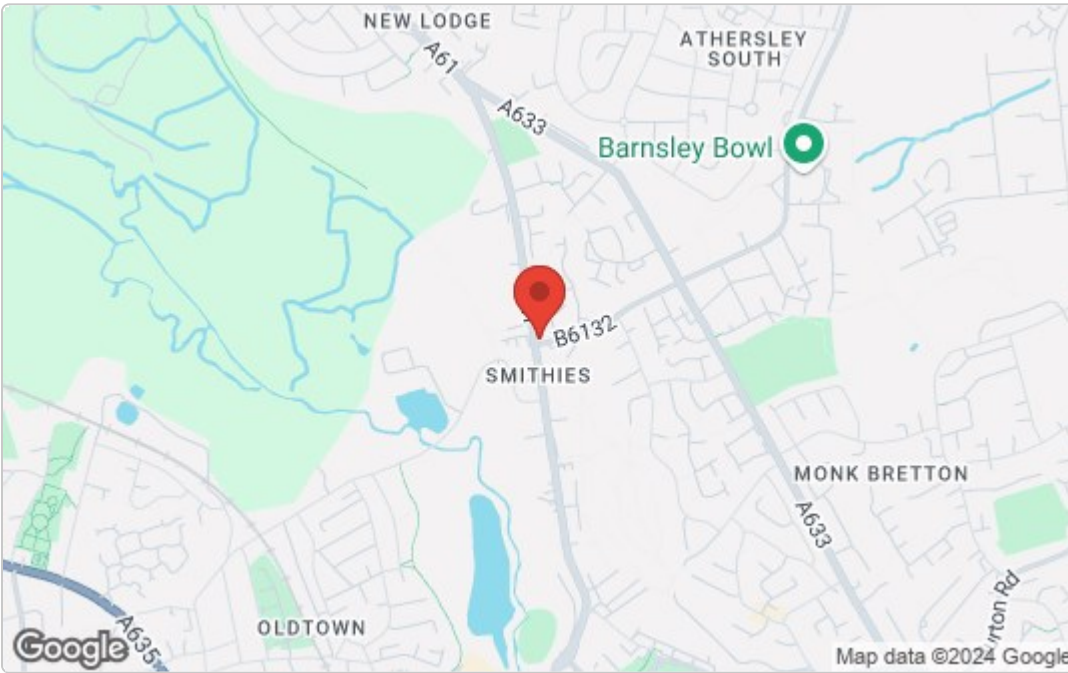 NEW LODGE
A61
ATHERSLEY
SOUTH
A633
Barnsley Bowl
B6132
SMITHIES
MONK BRETTON
A633
OLDTOWN
A635
Google
Map data ©2024 Google